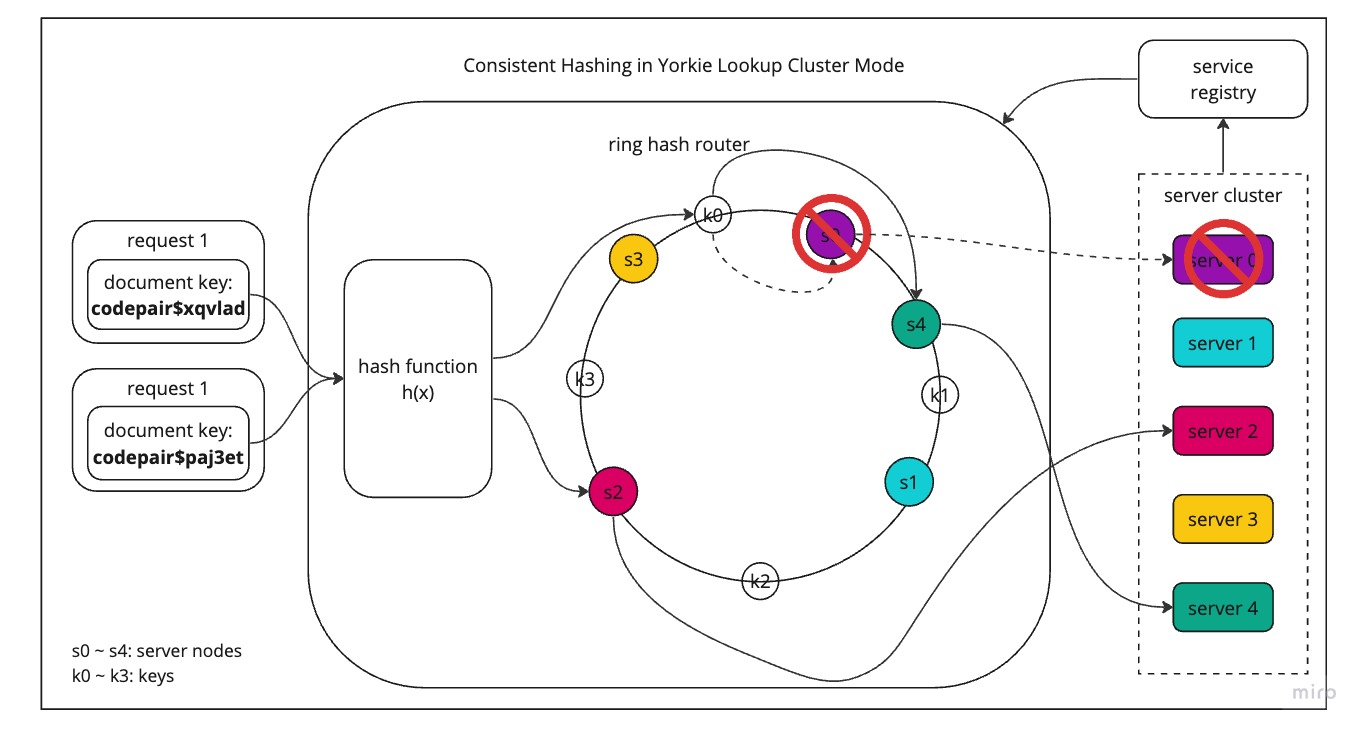 Consistent Hashing in Yorkie Lookup Cluster Mode
service
registry
ring hash router
server cluster
request 1
document key:
codepair$xqvlad
request 1
document key:
codepair$paj3et
hash function
h(x)
k0
s0
s3
s4
k3
k1
s2
s1
k2
server 0
server 1
server 2
server 3
server 4
s0 ~ s4: server nodes
k0 ~ k3: keys
miro